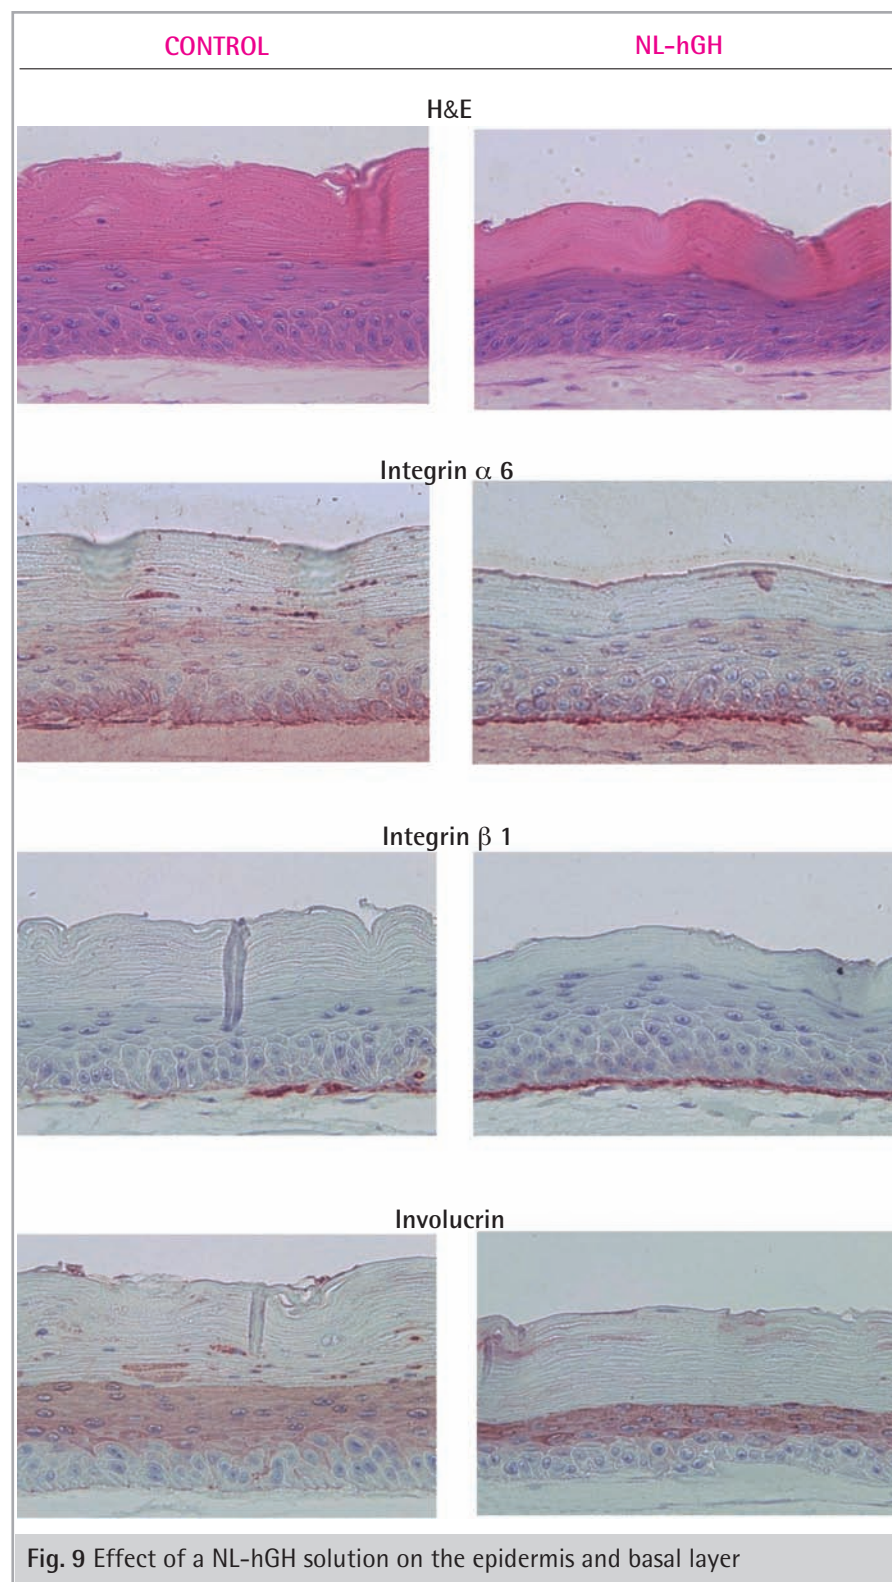 CONTROL NL-hGH
H&E
Integrin α 6
Integrin β 1
Involucrin
Fig. 9 Effect of a NL-hGH solution on the epidermis and basal layer